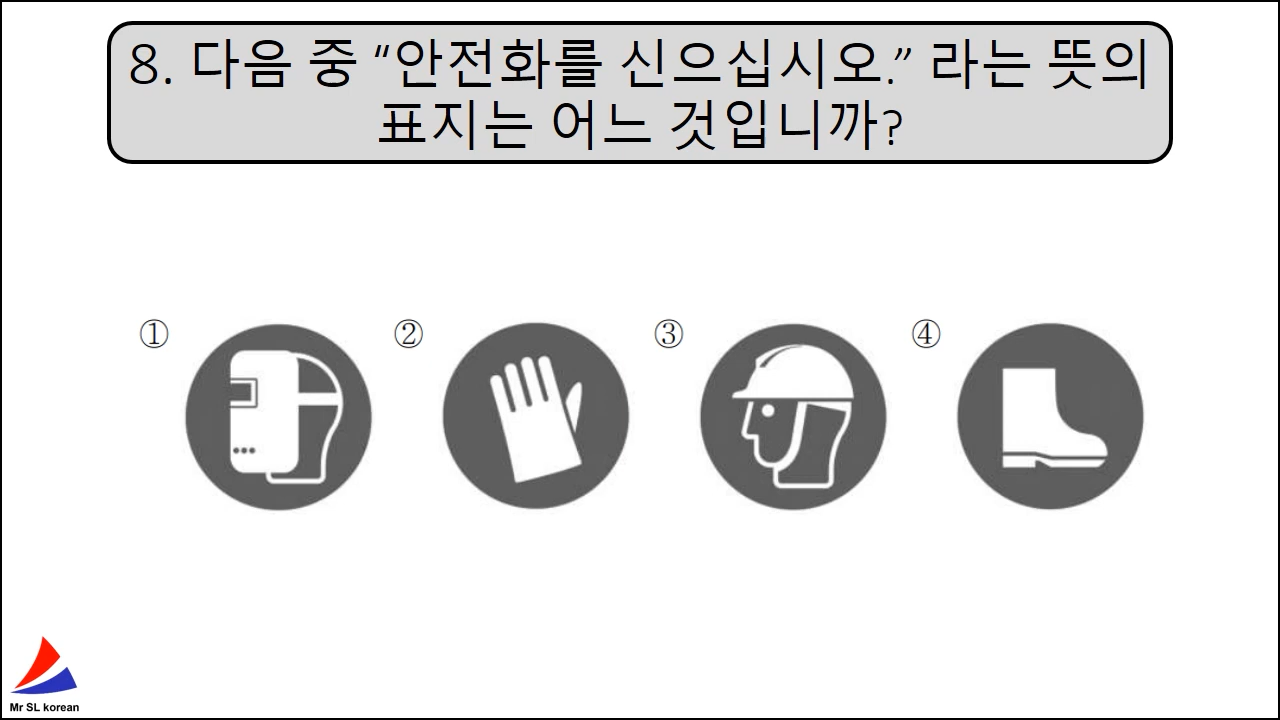 8. 다음 중 “안전화를 신으십시오.” 라는 뜻의
표지는 어느 것입니까?
① ② ③ ④
Mr SL korean